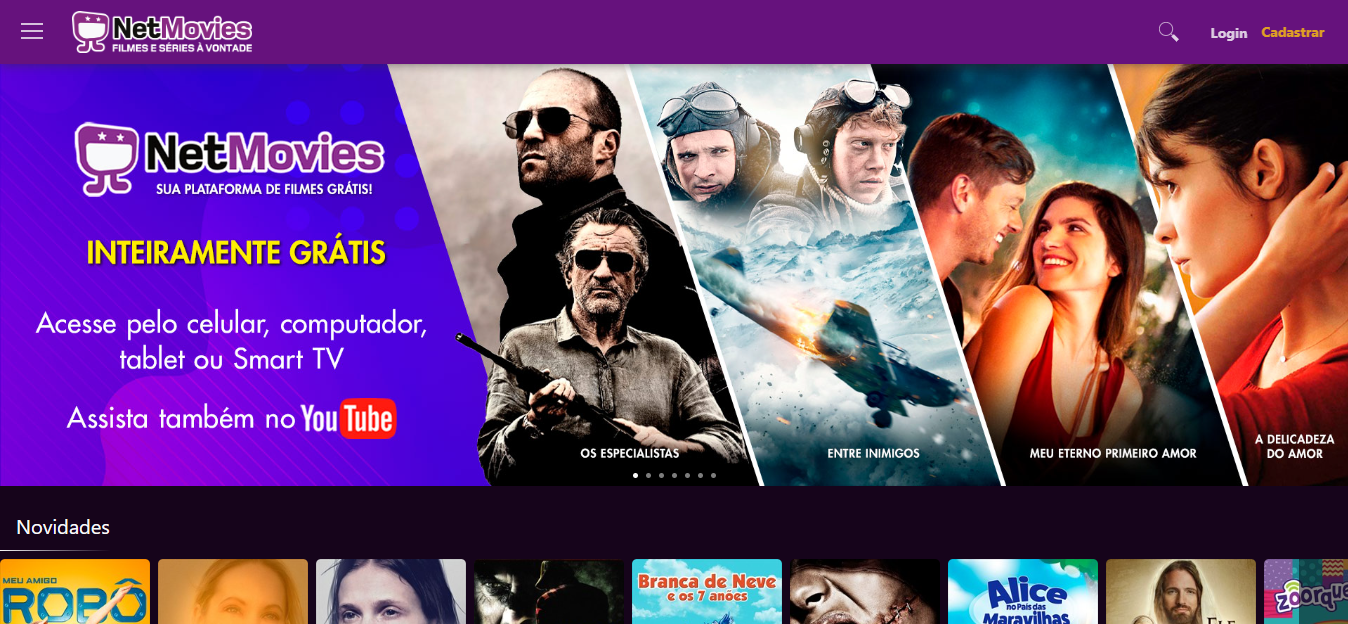 NetMovies
FILMES E SÉRIES À VONTADE
Login
Cadastrar
NetMovies
SUA PLATAFORMA DE FILMES GRÁTIS!
INTEIRAMENTE GRÁTIS
Acesse pelo celular, computador,
tablet ou Smart TV
Assista também no YouTube
OS ESPECIALISTAS
ENTRE INIMIGOS
MEU ETERNO PRIMEIRO AMOR
A DELICADEZA
DO AMOR
Novidades
MEU AMIGO
ROBÔ
Branca de Neve
e os 7 anões
Alice
no País das
Maravilhas
ELE